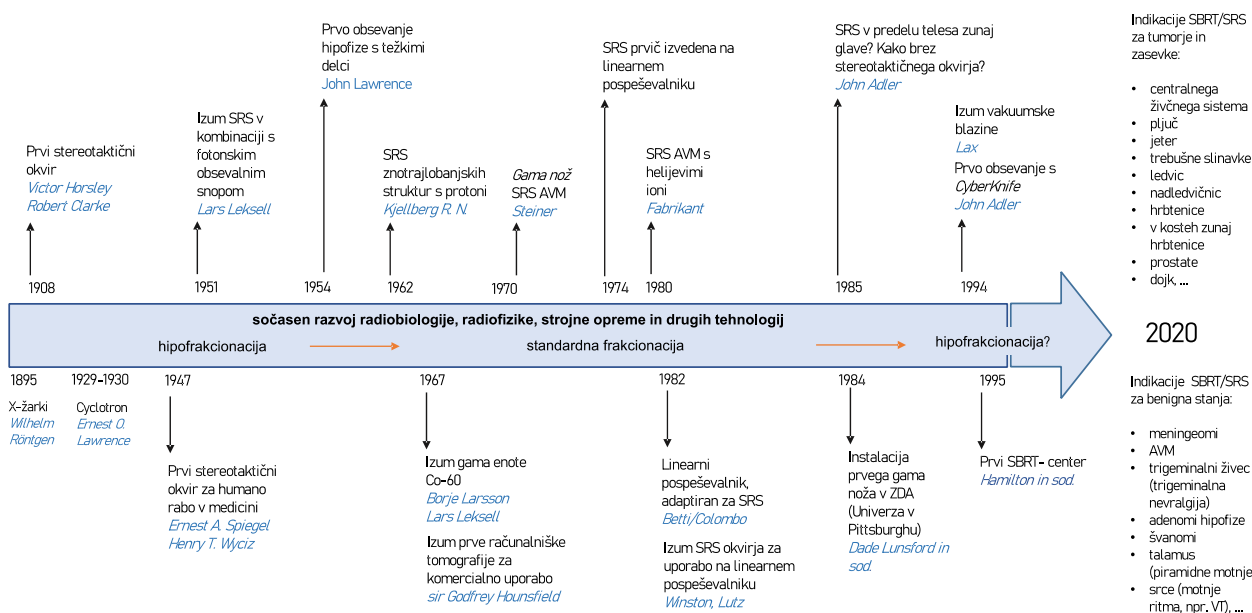 Prvi stereotaktični
okvir
Victor Horsley
Robert Clarke
1908
Izum SRS v
kombinaciji s
fotonskim
obsevalnim
snopom
Lars Leksell
1951
Prvo obsevanje
hipofize s težkimi
delci
John Lawrence
1954
SRS
znotrajlobanjskih
struktur s protoni
Kjellberg R. N.
1962
Gama nož
SRS AVM
Steiner
1970
SRS prvič izvedena na
linearnem
pospeševalniku
1974
SRS AVM s
helijevimi
ioni
Fabrikant
1980
SRS v predelu telesa zunaj
glave? Kako brez
stereotaktičnega okvirja?
John Adler
1985
Izum vakuumske
blazine
Lax
Prvo obsevanje s
CyberKnife
John Adler
1994
sočasen razvoj radiobiologije, radiofizike, strojne opreme in drugih tehnologij
hipofrakcionacija
standardna frakcionacija
hipofrakcionacija?
1895
X-žarki
Wilhelm
Röntgen
1929-1930
Cyclotron
Ernest O.
Lawrence
1947
Prvi stereotaktični
okvir za humano
rabo v medicini
Ernest A. Spiegel
Henry T. Wyciz
1967
Izum gama enote
Co-60
Borje Larsson
Lars Leksell
Izum prve računalniške
tomografije za
komercialno uporabo
sir Godfrey Hounsfield
1982
Linearni
pospeševalnik,
adaptiran za SRS
Betti/Colombo
Izum SRS okvirja za
uporabo na linearnem
pospeševalniku
Winston, Lutz
1984
Instalacija
prvega gama
noža v ZDA
(Univerza v
Pittsburghu)
Dade Lunsford in
sod.
1995
Prvi SBRT- center
Hamilton in sod.
Indikacije SBRT/SRS
za tumorje in
zasevke:
• centralnega
živčnega sistema
• pljuč
• jeter
• trebušne slinavke
• ledvic
• nadledvičnic
• hrbtenice
• v kosteh zunaj
hrbtenice
• prostate
• dojk, ...
2020
Indikacije SBRT/SRS
za benigna stanja:
• meningeomi
• AVM
• trigeminalni živec
(trigeminalna
nevralgija)
• adenomi hipofize
• švanomi
• talamus
(piramidne motnje
• srce (motnje
ritma, npr. VT), ...